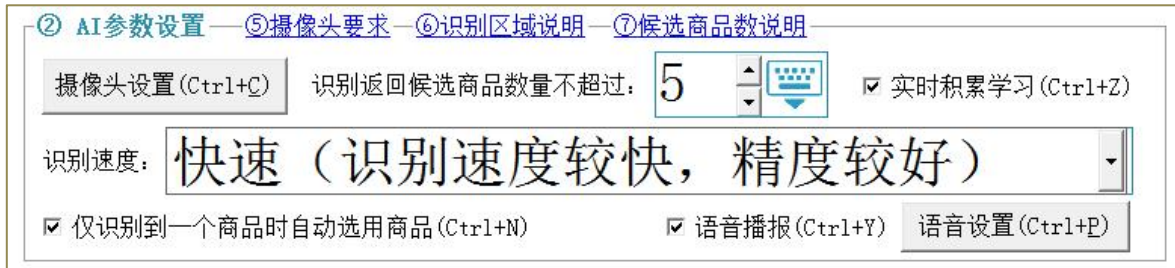 ② AI参数设置 ⑤摄像头要求 ⑥识别区域说明 ⑦候选商品数说明
摄像头设置(Ctrl+C) 识别返回候选商品数量不超过: 5 实时积累学习(Ctrl+Z)
识别速度: 快速（识别速度较快，精度较好）
仅识别到一个商品时自动选用商品(Ctrl+N) 语音播报(Ctrl+Y) 语音设置(Ctrl+P)